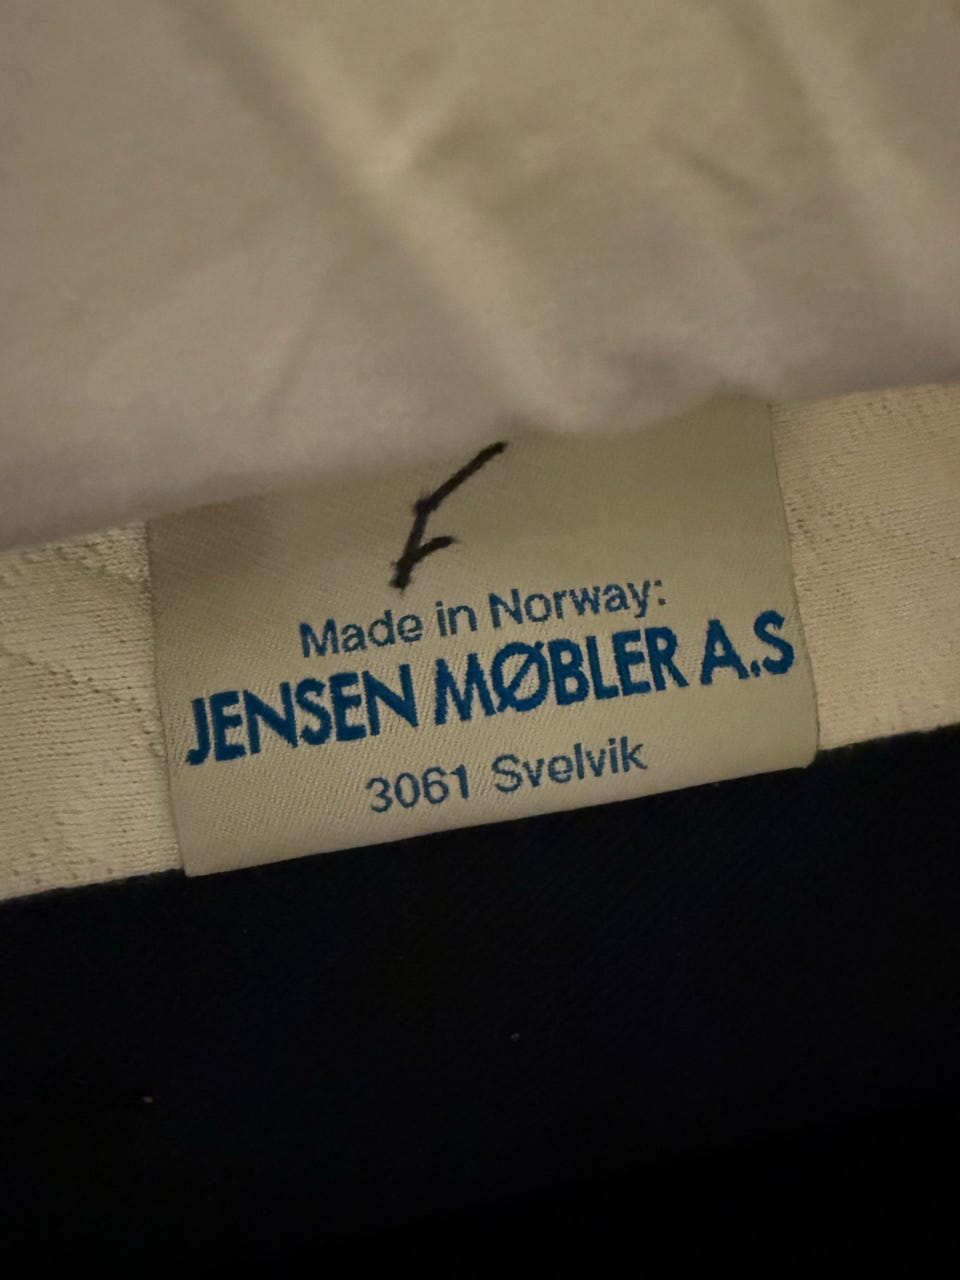 Made in Norway:
JENSEN MØBLER A.S
3061 Svelvik